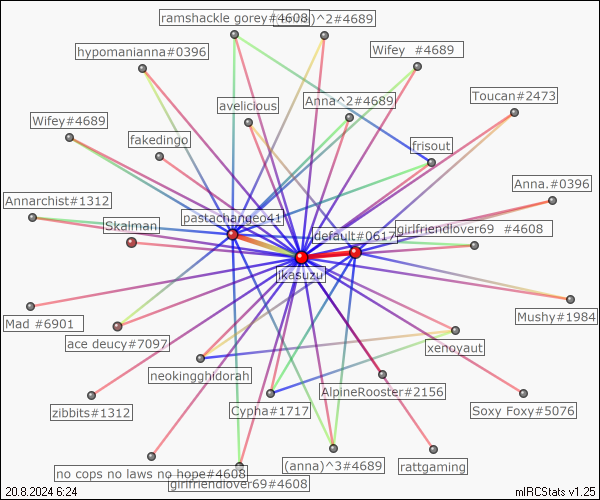 ramshackle gorey#4608
)^2#4689
hypomanianna#0396
Wifey #4689
Toucan#2473
avelicious
Anna^2#4689
Wifey#4689
fakedingo
frisout
Anna.#0396
Annarchist#1312
Skalman
pastachangeo41
default#0617
girlfriendlover69 #4608
jkasuzu
Mad #6901
ace deucy#7097
Mushy#1984
xenoyaut
neokingghidorah
AlpineRooster#2156
zibbits#1312
Cypha#1717
Soxy Foxy#5076
no cops no laws no hope#4608
(anna)^3#4689
rattgaming
girlfriendlover69#4608
20.8.2024 6:24
mIRCStats v1.25